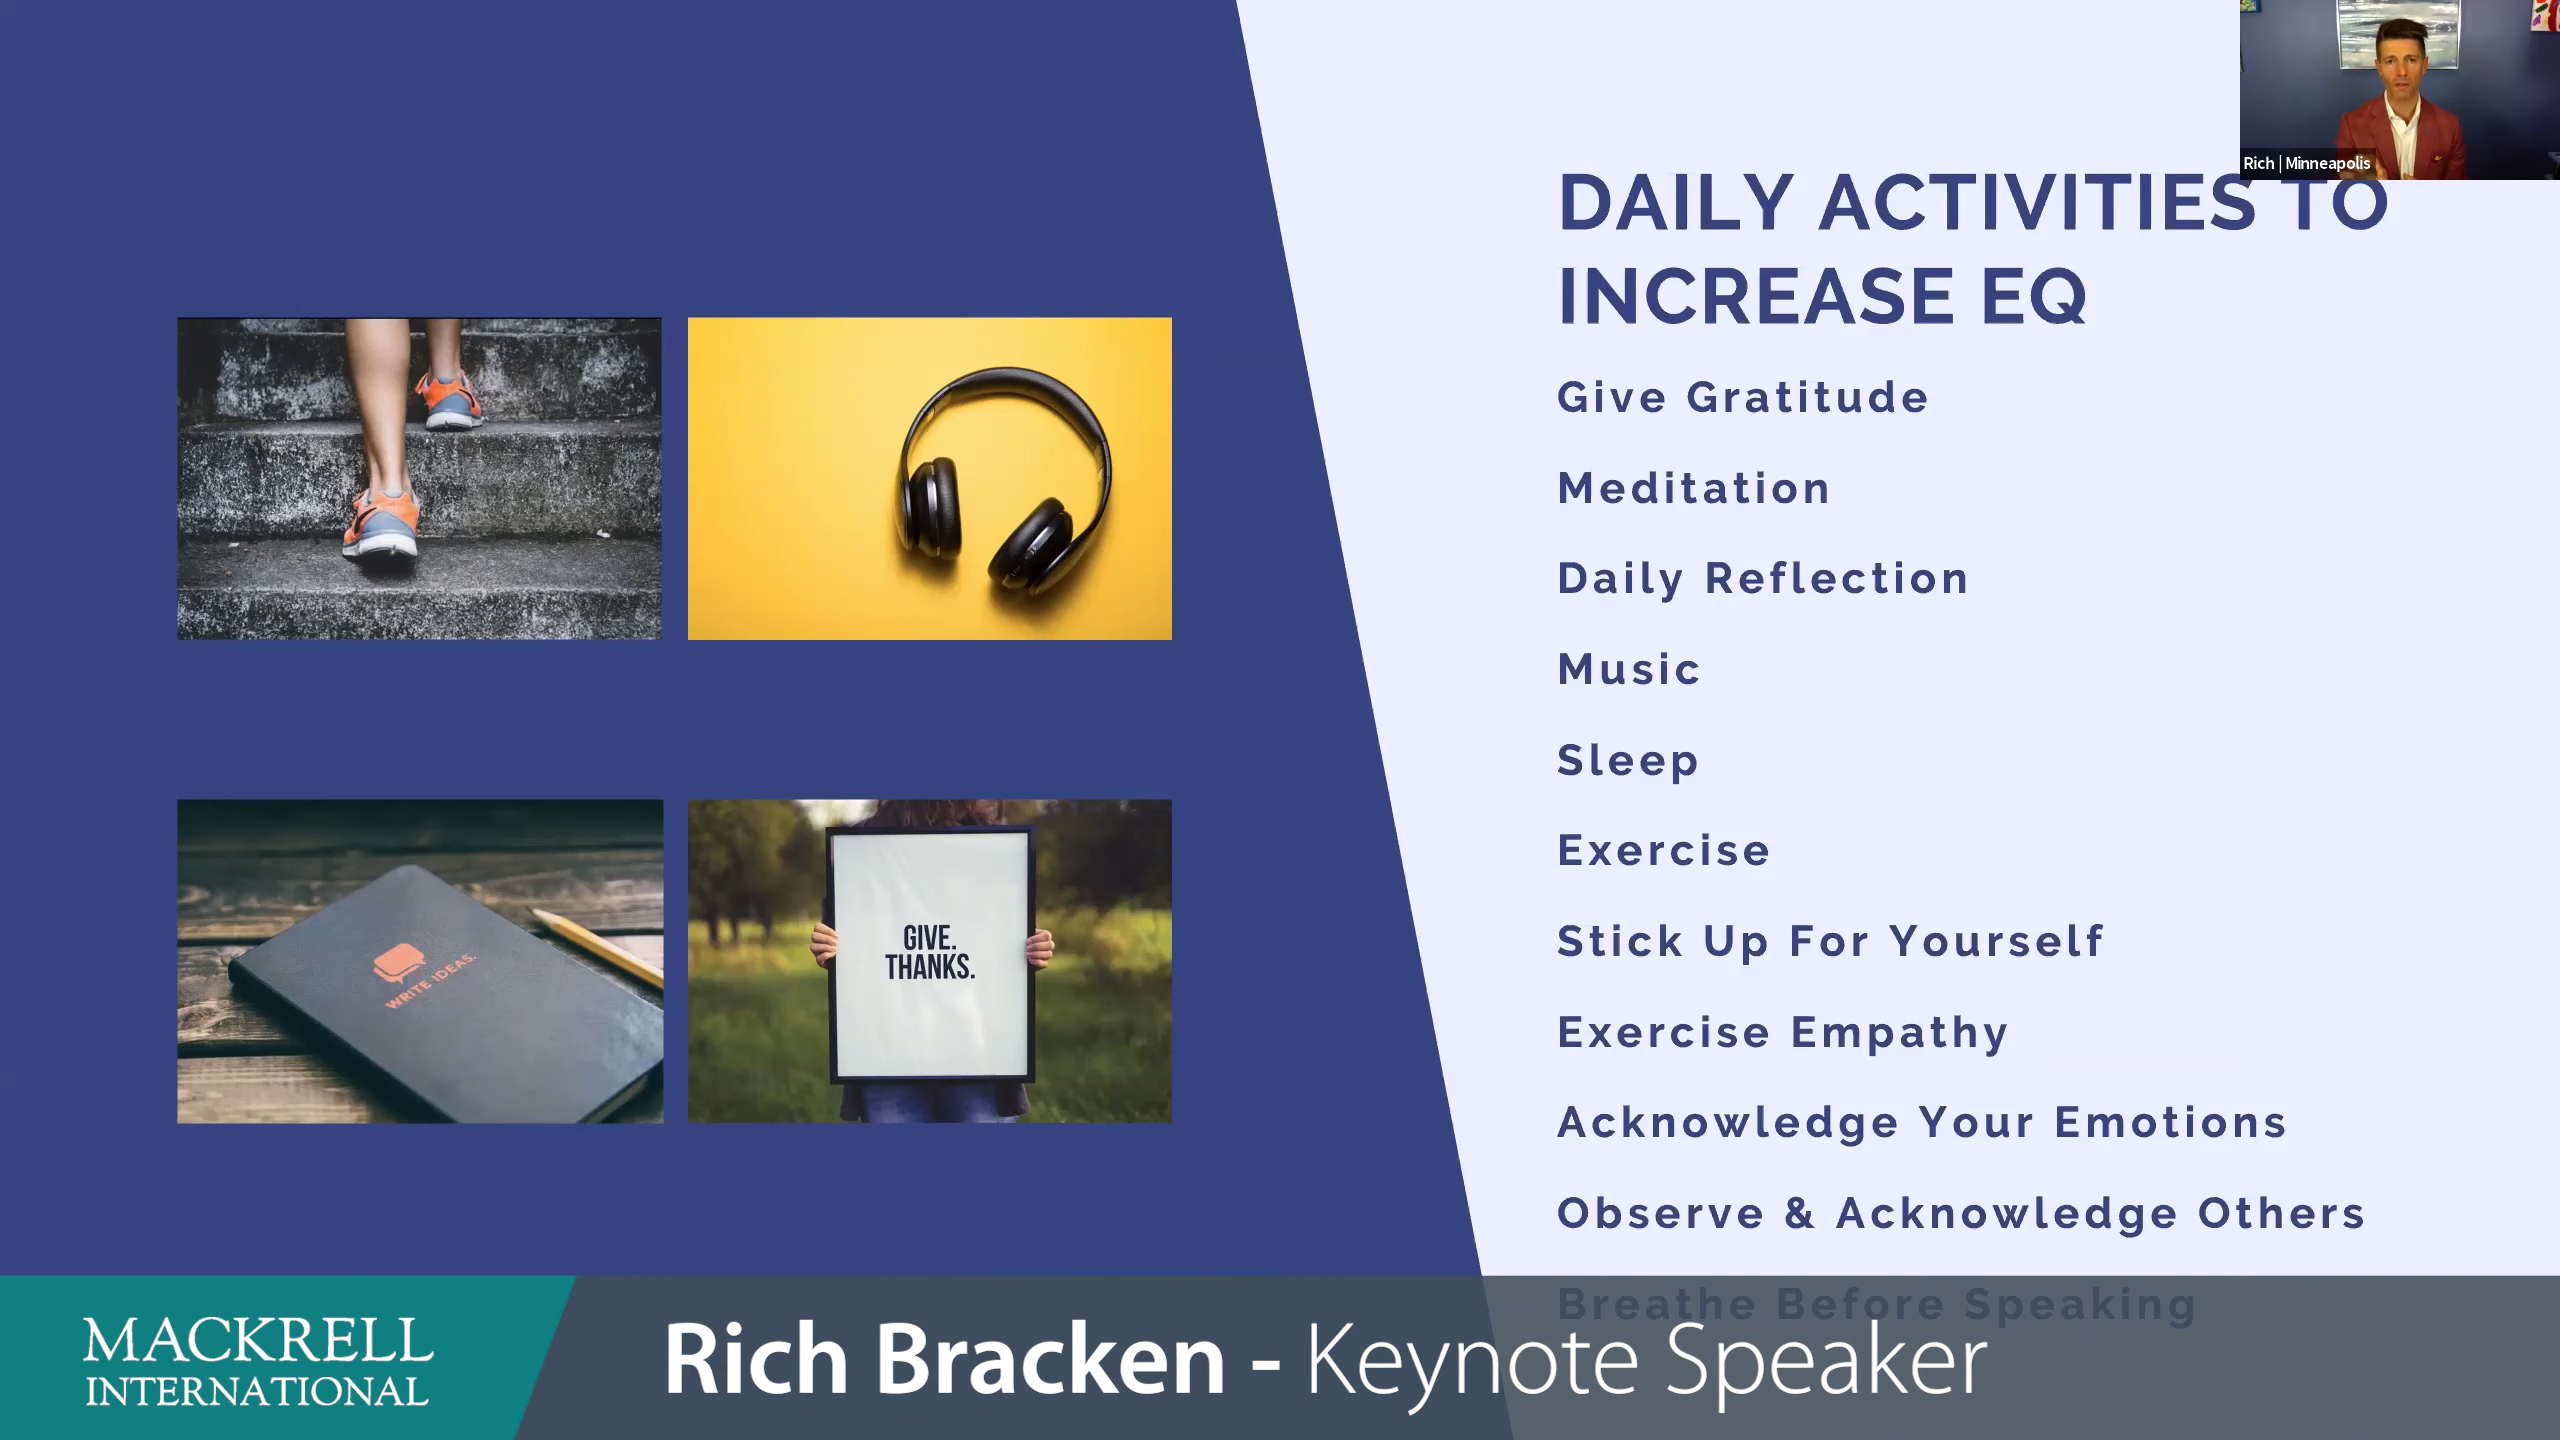 Rich | Minneapolis
DAILY ACTIVITIES TO
INCREASE EQ
Give Gratitude
Meditation
Daily Reflection
Music
Sleep
Exercise
Stick Up For Yourself
Exercise Empathy
Acknowledge Your Emotions
Observe & Acknowledge Others
Breathe Before Speaking
WRITE IDEAS.
GIVE.
THANKS.
MACKRELL
INTERNATIONAL
Rich Bracken - Keynote Speaker